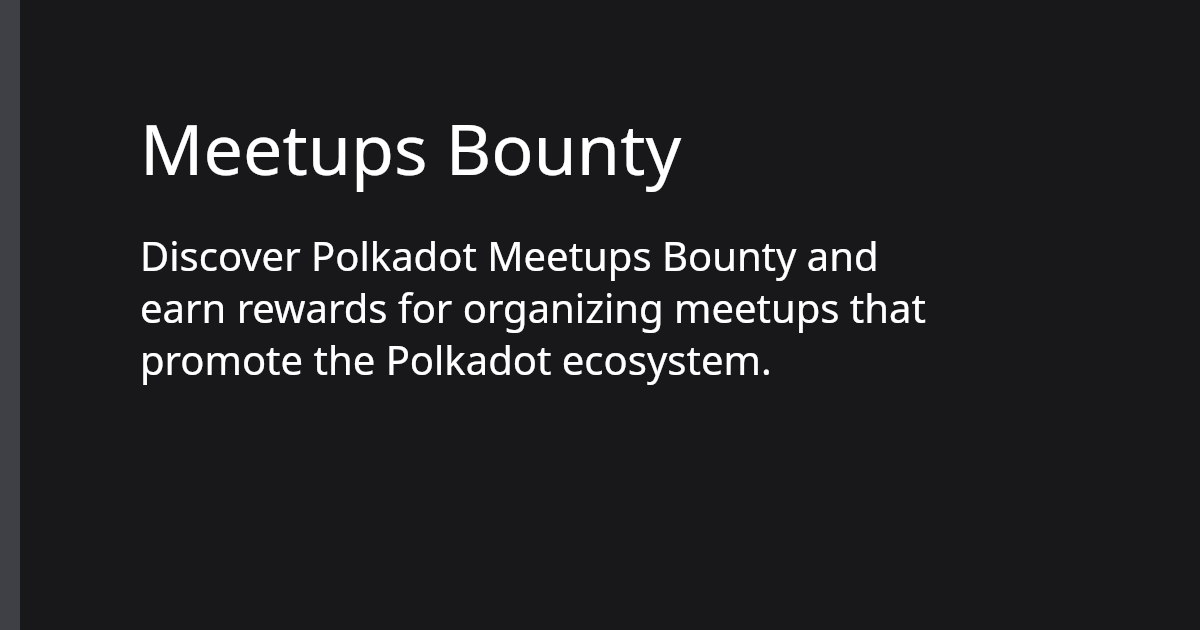 Meetups Bounty
Discover Polkadot Meetups Bounty and
earn rewards for organizing meetups that
promote the Polkadot ecosystem.